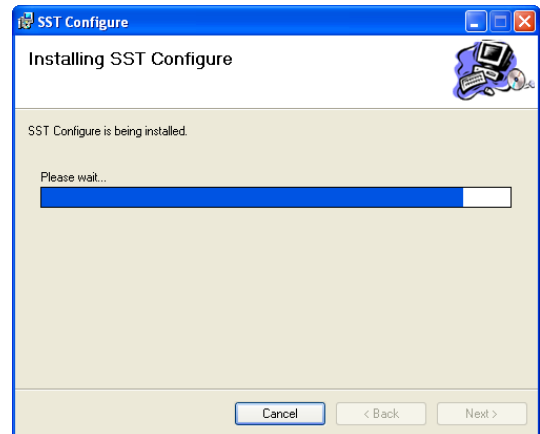 SST Configure
Installing SST Configure
SST Configure is being installed.
Please wait...
Cancel
< Back
Next >